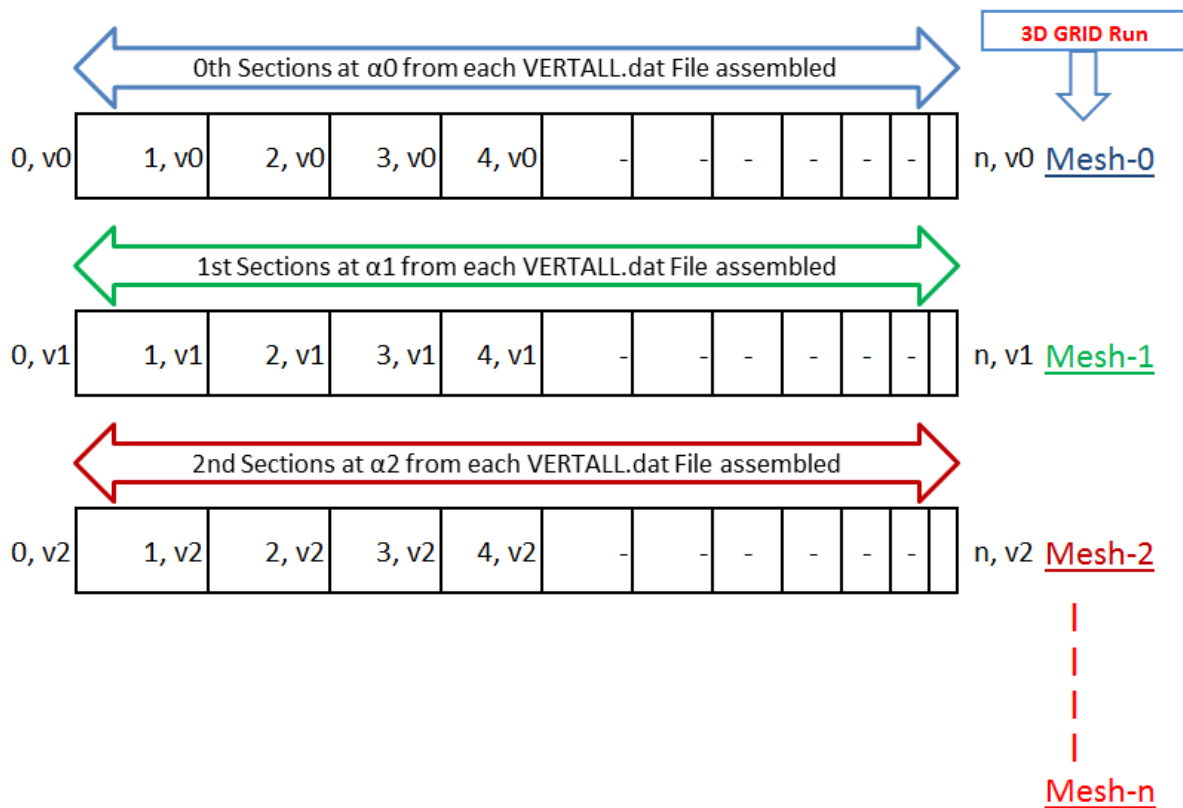 3D GRID Run
0th Sections at α0 from each VERTALL.dat File assembled
0, v0 1, v0 2, v0 3, v0 4, v0 - - - - - n, v0 Mesh-0
1st Sections at α1 from each VERTALL.dat File assembled
0, v1 1, v1 2, v1 3, v1 4, v1 - - - - - n, v1 Mesh-1
2nd Sections at α2 from each VERTALL.dat File assembled
0, v2 1, v2 2, v2 3, v2 4, v2 - - - - - n, v2 Mesh-2
Mesh-n